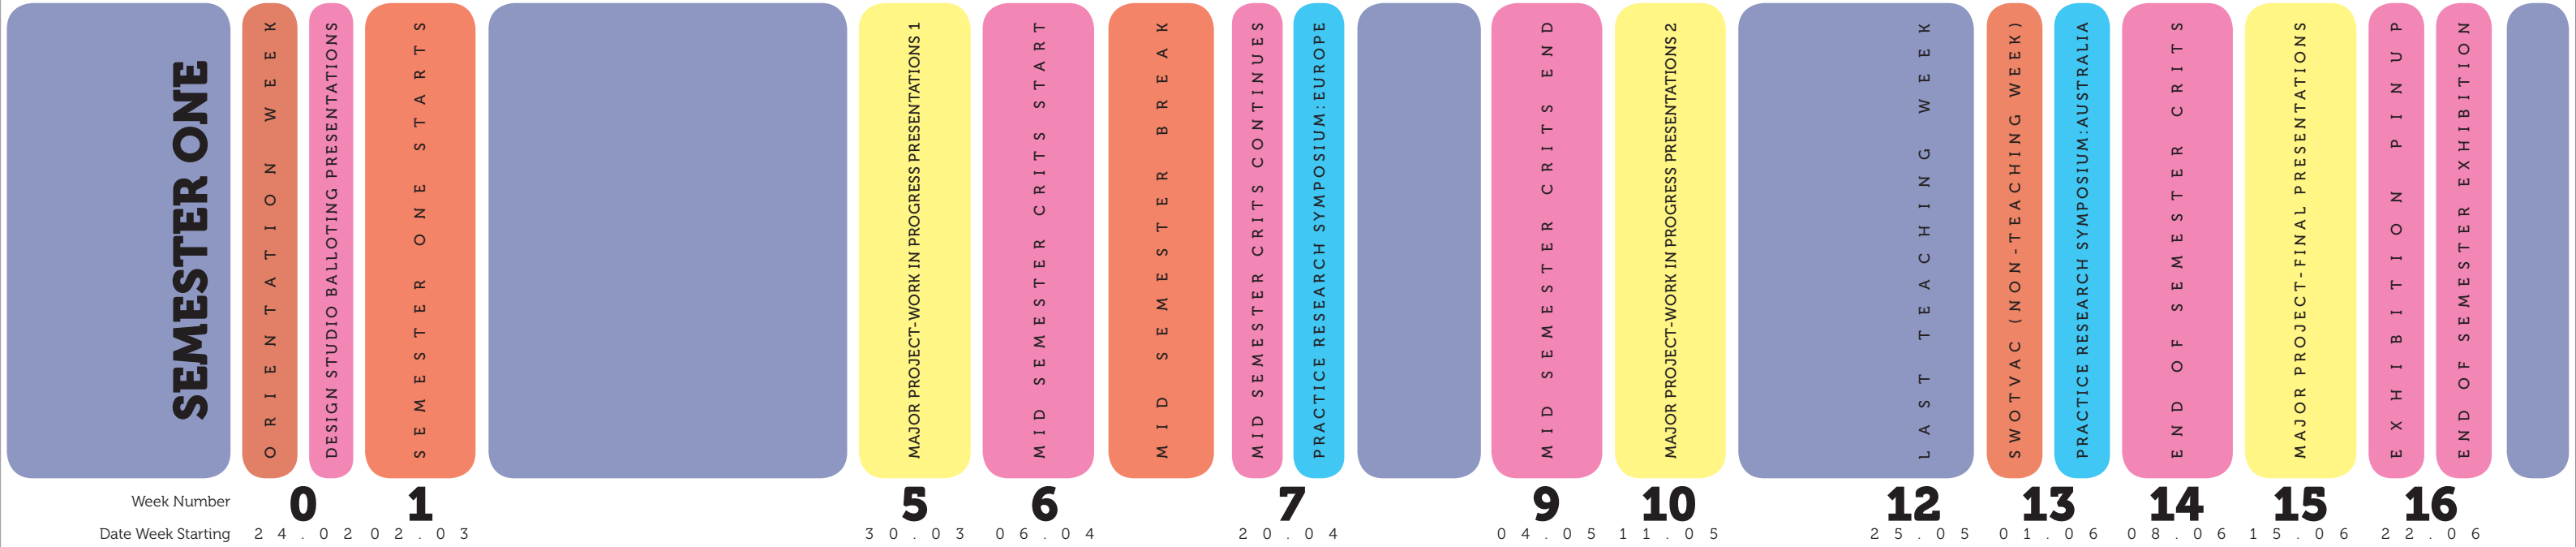 SEMESTER ONE
ORIENTATION WEEK
DESIGN STUDIO BALLOTING PRESENTATIONS
SEMESTER ONE STARTS
MAJOR PROJECT-WORK IN PROGRESS PRESENTATIONS 1
MID SEMESTER CRITS START
MID SEMESTER BREAK
MID SEMESTER CRITS CONTINUES
PRACTICE RESEARCH SYMPOSIUM:EUROPE
MID SEMESTER CRITS END
MAJOR PROJECT-WORK IN PROGRESS PRESENTATIONS 2
LAST TEACHING WEEK
SWOTVAC (NON-TEACHING WEEK)
PRACTICE RESEARCH SYMPOSIUM:AUSTRALIA
END OF SEMESTER CRITS
MAJOR PROJECT-FINAL PRESENTATIONS
EXHIBITION PINUP
END OF SEMESTER EXHIBITION
Week Number 0 1 5 6 7 9 10 12 13 14 15 16
Date Week Starting 24.02 02.03 30.03 06.04 20.04 04.05 11.05 25.05 01.06 08.06 15.06 22.06